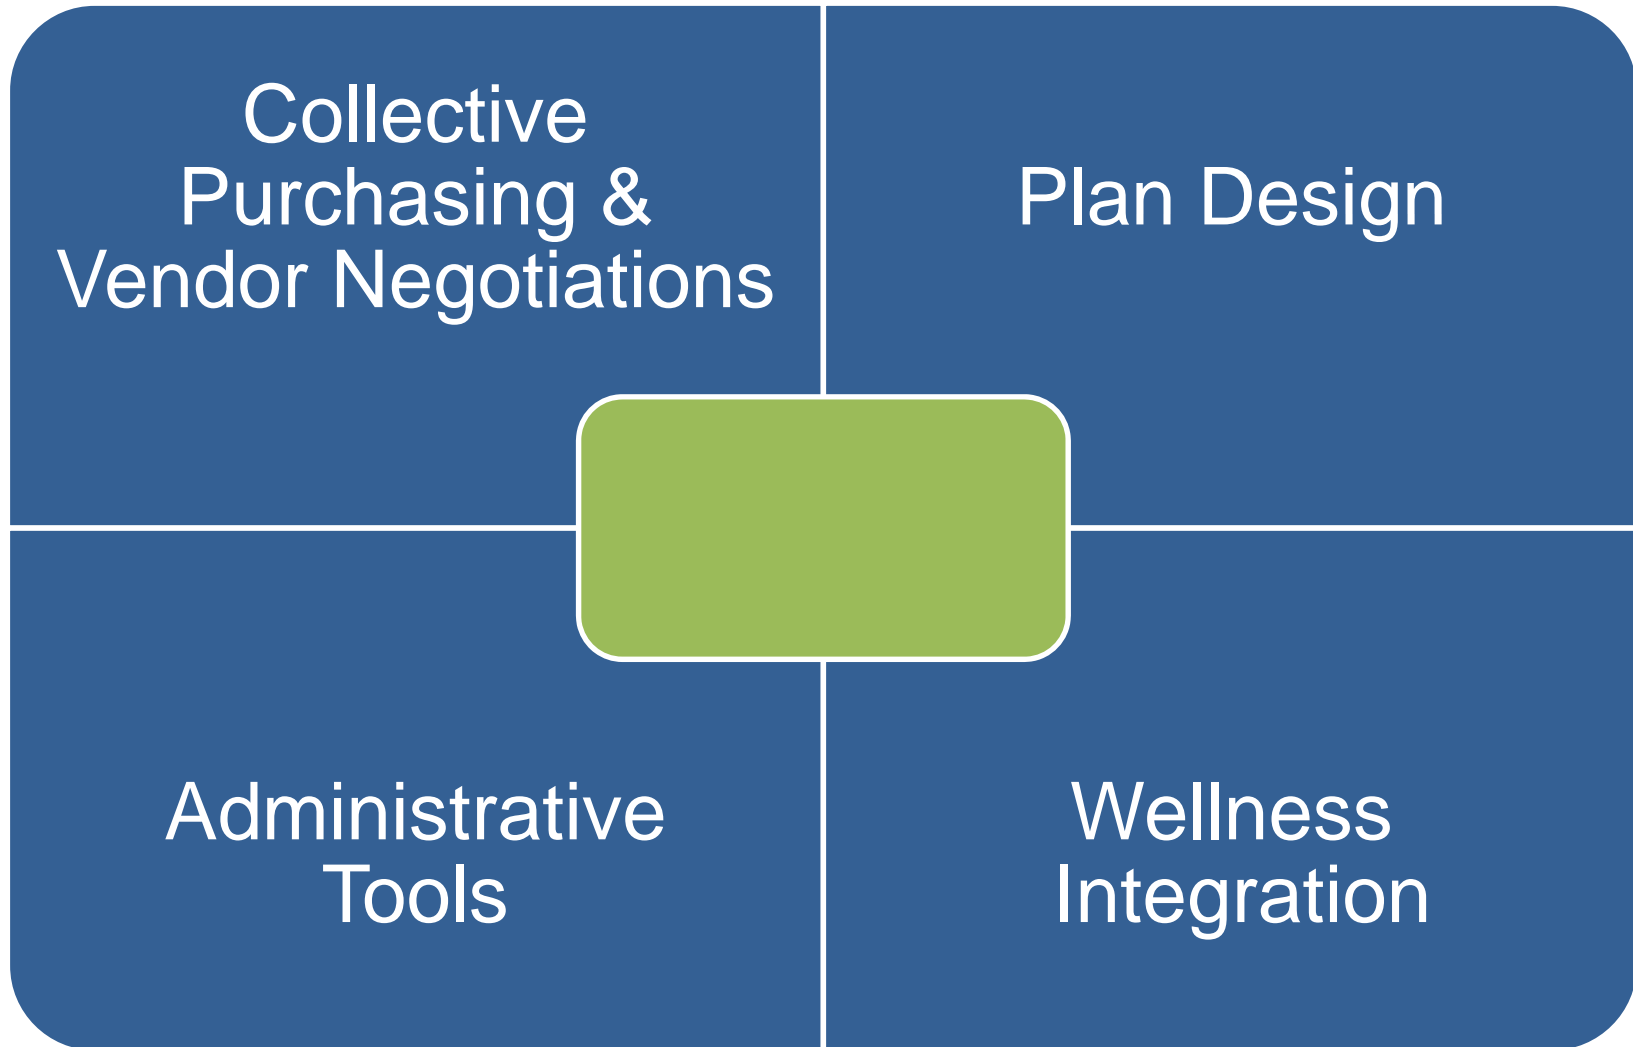 Collective
Purchasing &
Vendor Negotiations
Plan Design
Administrative
Tools
Wellness
Integration